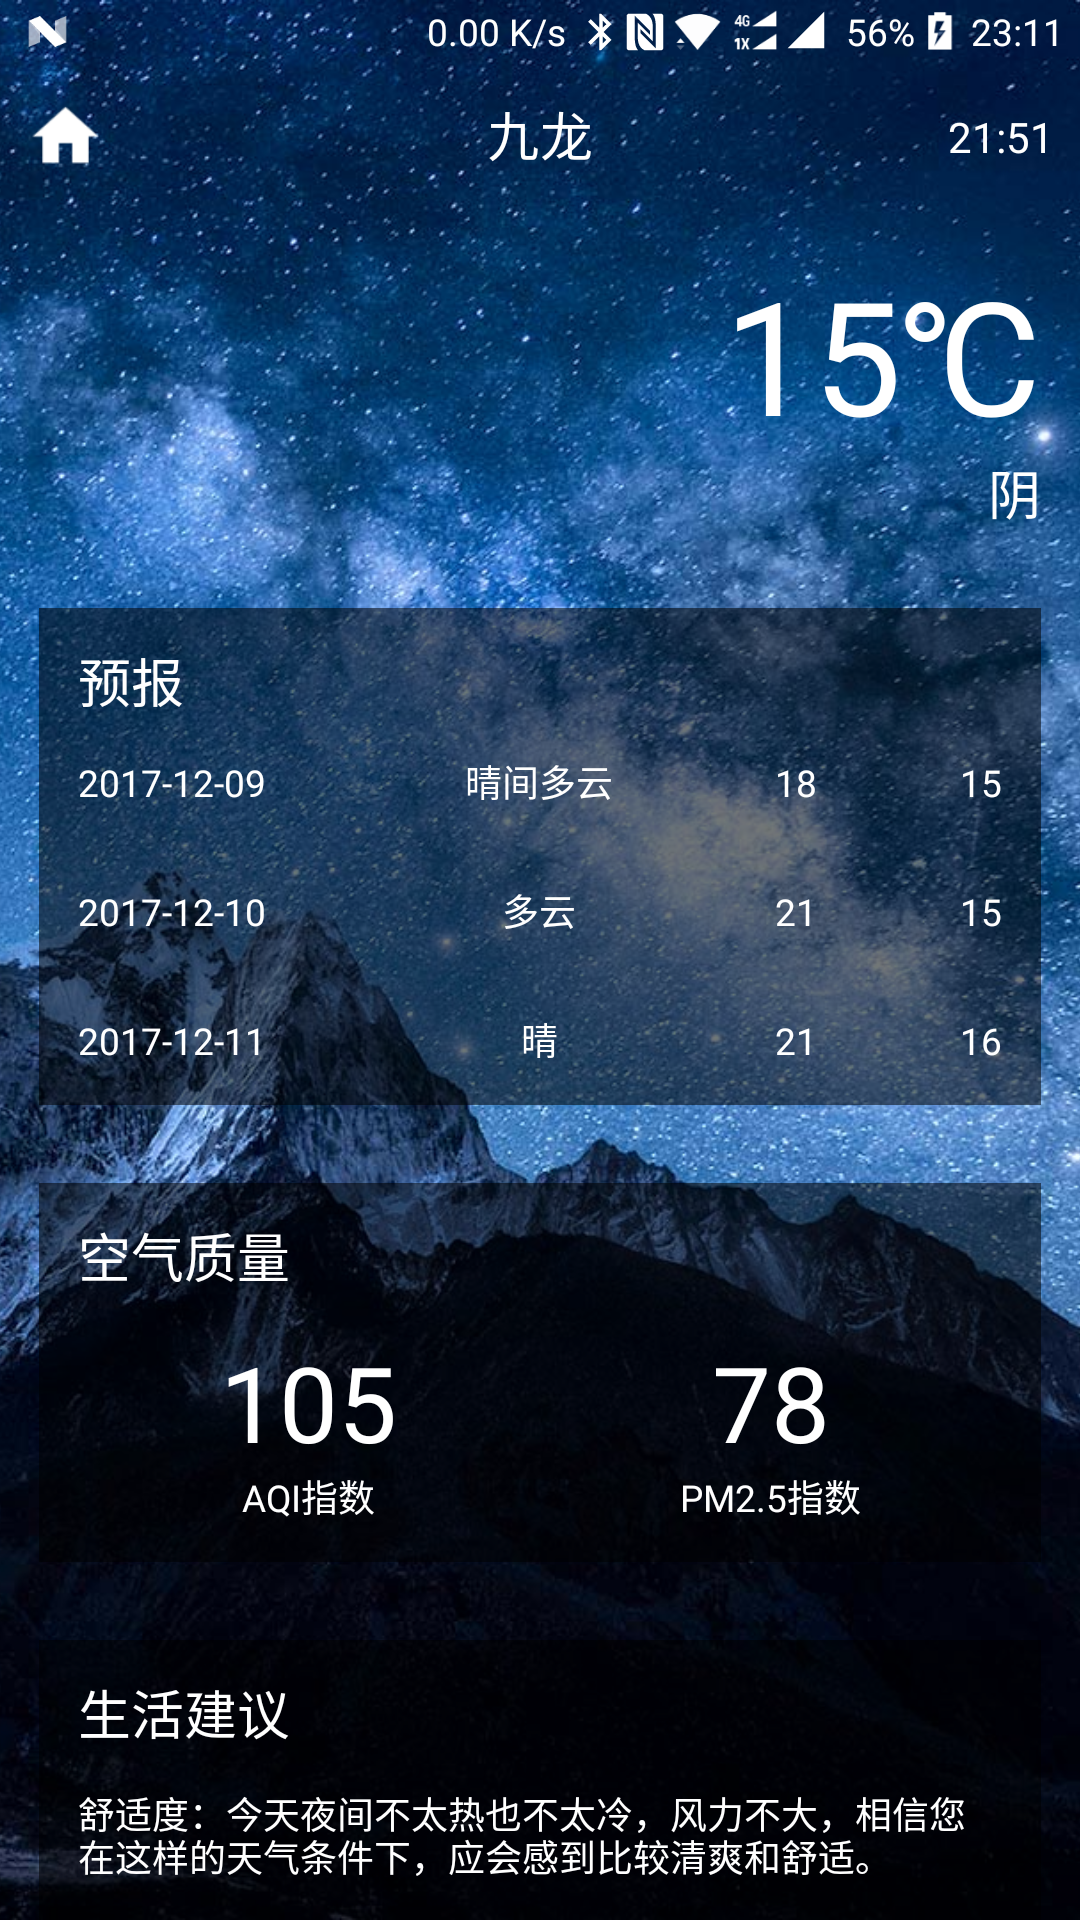 0.00 K/s 4G 1X 56% 23:11
九龙 21:51
15℃
阴
预报
2017-12-09 晴间多云 18 15
2017-12-10 多云 21 15
2017-12-11 晴 21 16
空气质量
105 78
AQI指数 PM2.5指数
生活建议
舒适度：今天夜间不太热也不太冷，风力不大，相信您
在这样的天气条件下，应会感到比较清爽和舒适。